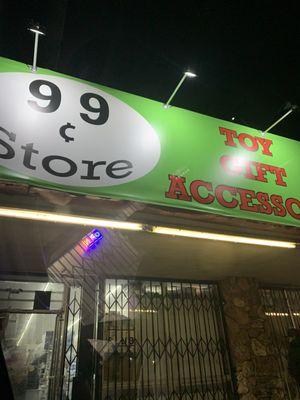 99
¢
Store
TOY
GIFT
ACCESSO